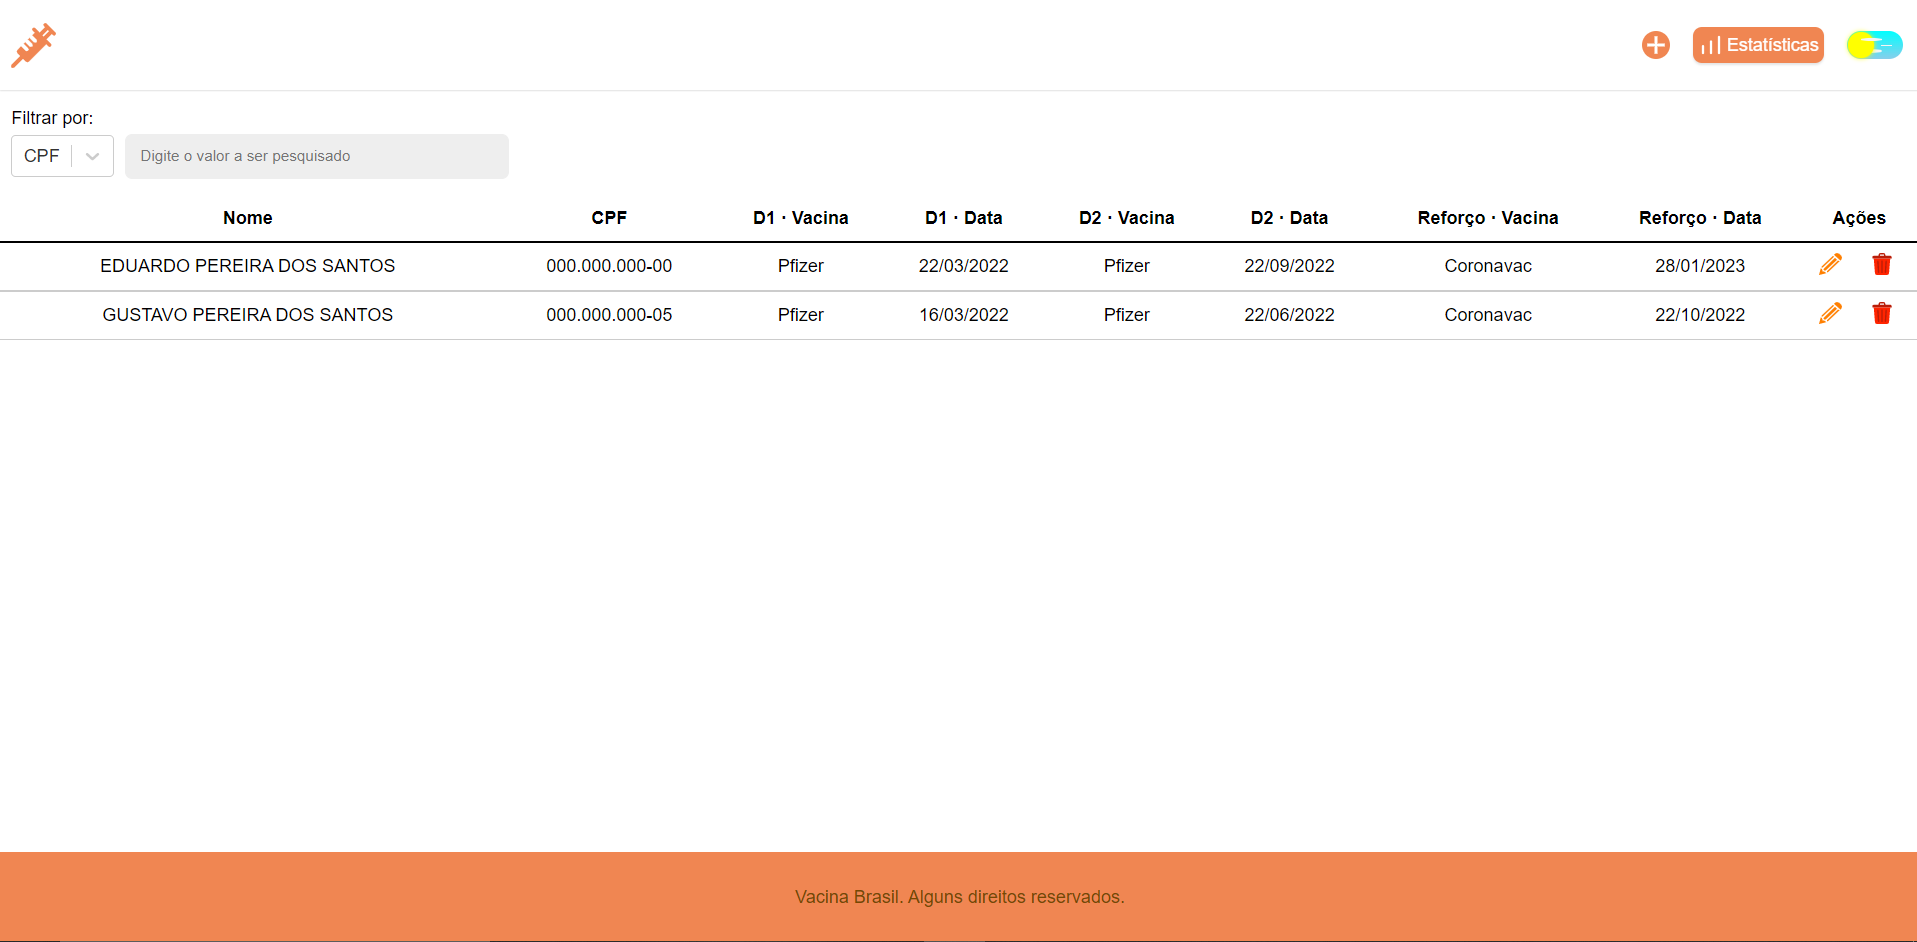 Estatísticas
Filtrar por:
CPF Digite o valor a ser pesquisado
Nome CPF D1 · Vacina D1 · Data D2 · Vacina D2 · Data Reforço · Vacina Reforço · Data Ações
EDUARDO PEREIRA DOS SANTOS 000.000.000-00 Pfizer 22/03/2022 Pfizer 22/09/2022 Coronavac 28/01/2023
GUSTAVO PEREIRA DOS SANTOS 000.000.000-05 Pfizer 16/03/2022 Pfizer 22/06/2022 Coronavac 22/10/2022
Vacina Brasil. Alguns direitos reservados.